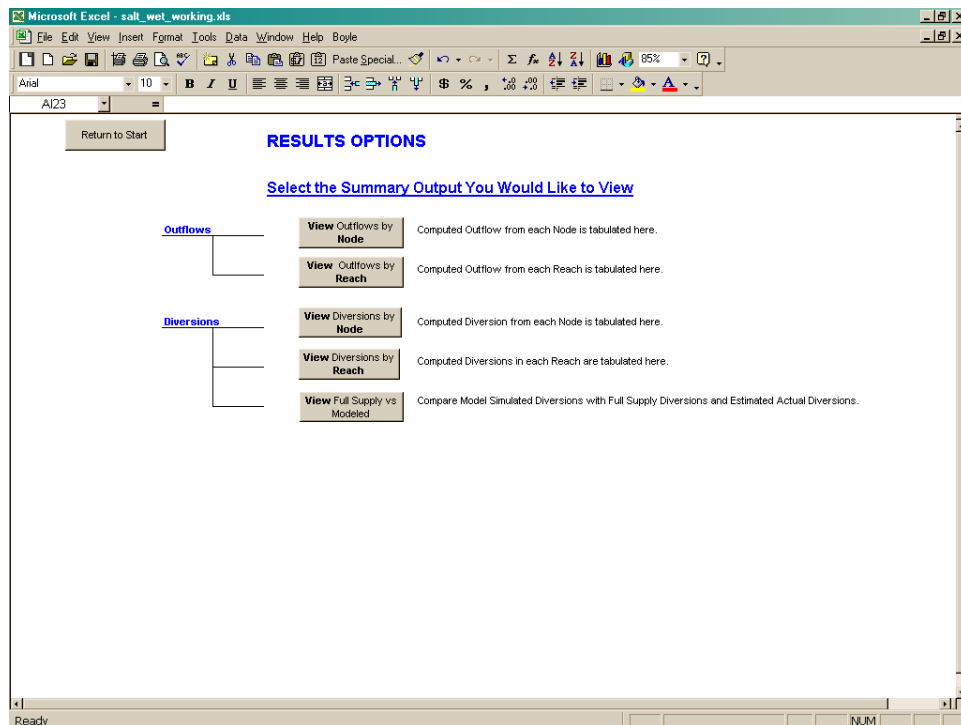 Microsoft Excel - salt_wet_working.xls
File Edit View Insert Format Tools Data Window Help Boyle
Paste Special... 85%
Arial 10 B I U $ % ,
AI23 =
Return to Start
RESULTS OPTIONS
Select the Summary Output You Would Like to View
Outflows
View Outflows by
Node
Computed Outflow from each Node is tabulated here.
View Outlfows by
Reach
Computed Outflow from each Reach is tabulated here.
Diversions
View Diversions by
Node
Computed Diversion from each Node is tabulated here.
View Diversions by
Reach
Computed Diversions in each Reach are tabulated here.
View Full Supply vs
Modeled
Compare Model Simulated Diversions with Full Supply Diversions and Estimated Actual Diversions.
Ready
NUM